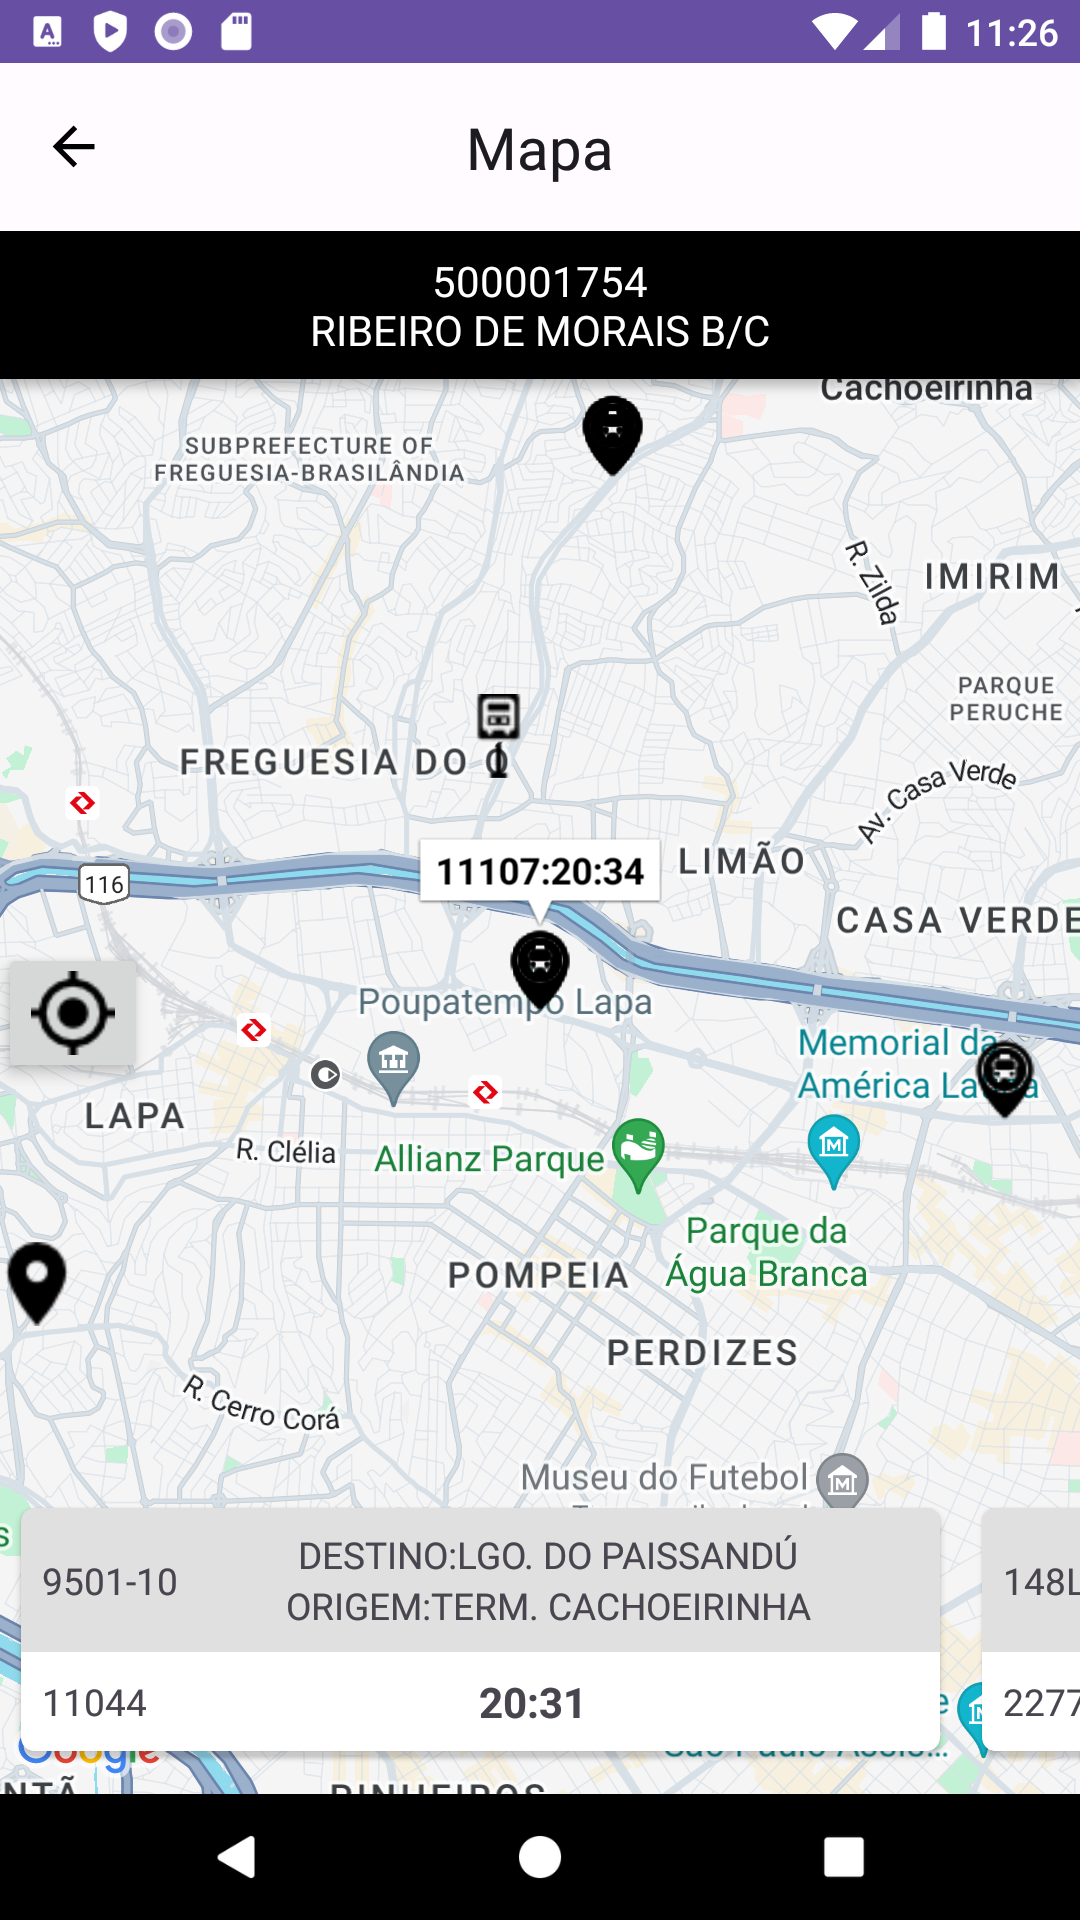 11:26
Mapa
500001754
RIBEIRO DE MORAIS B/C
Cachoeirinha
SUBPREFECTURE OF
FREGUESIA-BRASILÂNDIA
R. Zilda
IMIRIM
PARQUE
PERUCHE
FREGUESIA DO Ó
Av. Casa Verde
11107:20:34
LIMÃO
116
CASA VERDE
Poupatempo Lapa
Memorial da
América Latina
LAPA
R. Clélia
Allianz Parque
Parque da
Água Branca
POMPEIA
PERDIZES
R. Cerro Corá
Museu do Futebol
9501-10
DESTINO:LGO. DO PAISSANDÚ
ORIGEM:TERM. CACHOEIRINHA
148L
11044
20:31
2277
Google
PINHEIROS